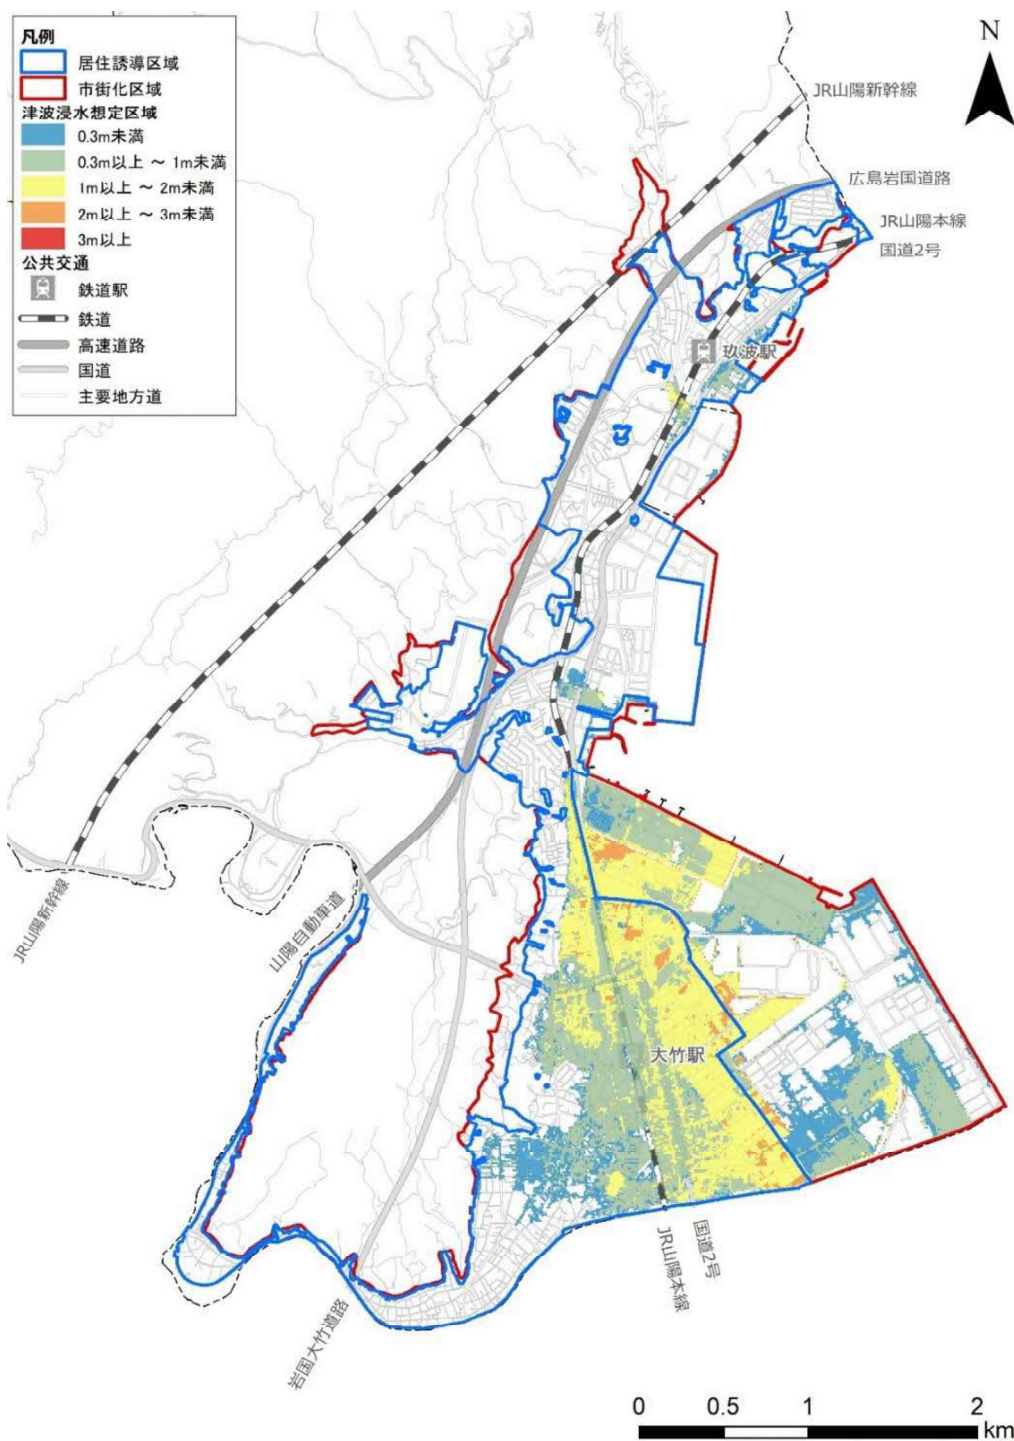 凡例
居住誘導区域
市街化区域
津波浸水想定区域
0.3m未満
0.3m以上 ～ 1m未満
1m以上 ～ 2m未満
2m以上 ～ 3m未満
3m以上
公共交通
鉄道駅
鉄道
高速道路
国道
主要地方道
N
JR山陽新幹線
広島岩国道路
JR山陽本線
国道2号
玖波駅
JR山陽新幹線
山陽自動車道
大竹駅
国道2号
JR山陽本線
岩国大竹道路
0 0.5 1 2
km